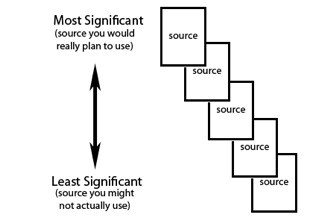 Most Significant
(source you would
really plan to use)
source
source
source
source
source
Least Significant
(source you might
not actually use)